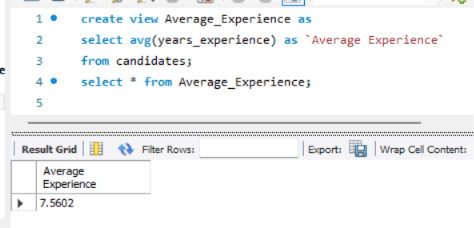 1 create view Average_Experience as
2 select avg(years_experience) as `Average Experience`
3 from candidates;
4 select * from Average_Experience;
5
Result Grid Filter Rows: Export: Wrap Cell Content:
Average
Experience
7.5602